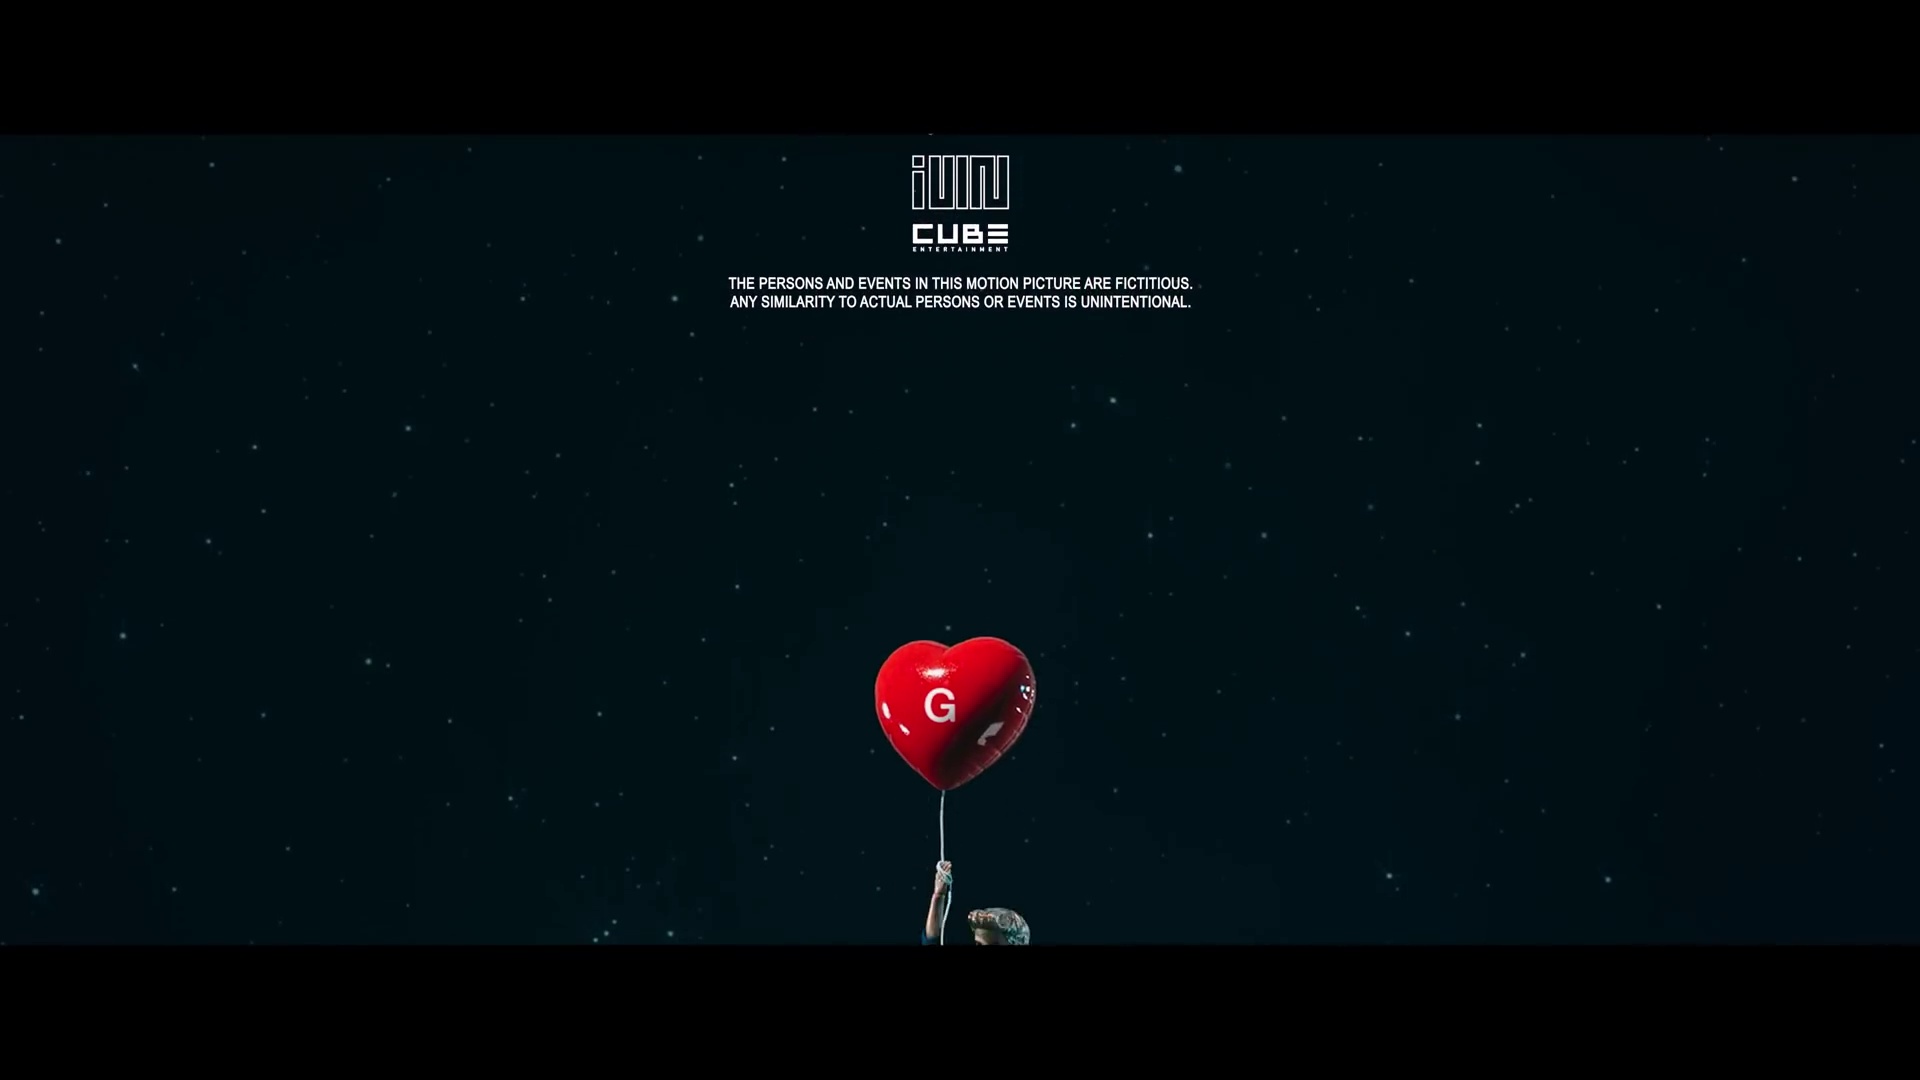 CUBE
ENTERTAINMENT
THE PERSONS AND EVENTS IN THIS MOTION PICTURE ARE FICTITIOUS.
ANY SIMILARITY TO ACTUAL PERSONS OR EVENTS IS UNINTENTIONAL.
G